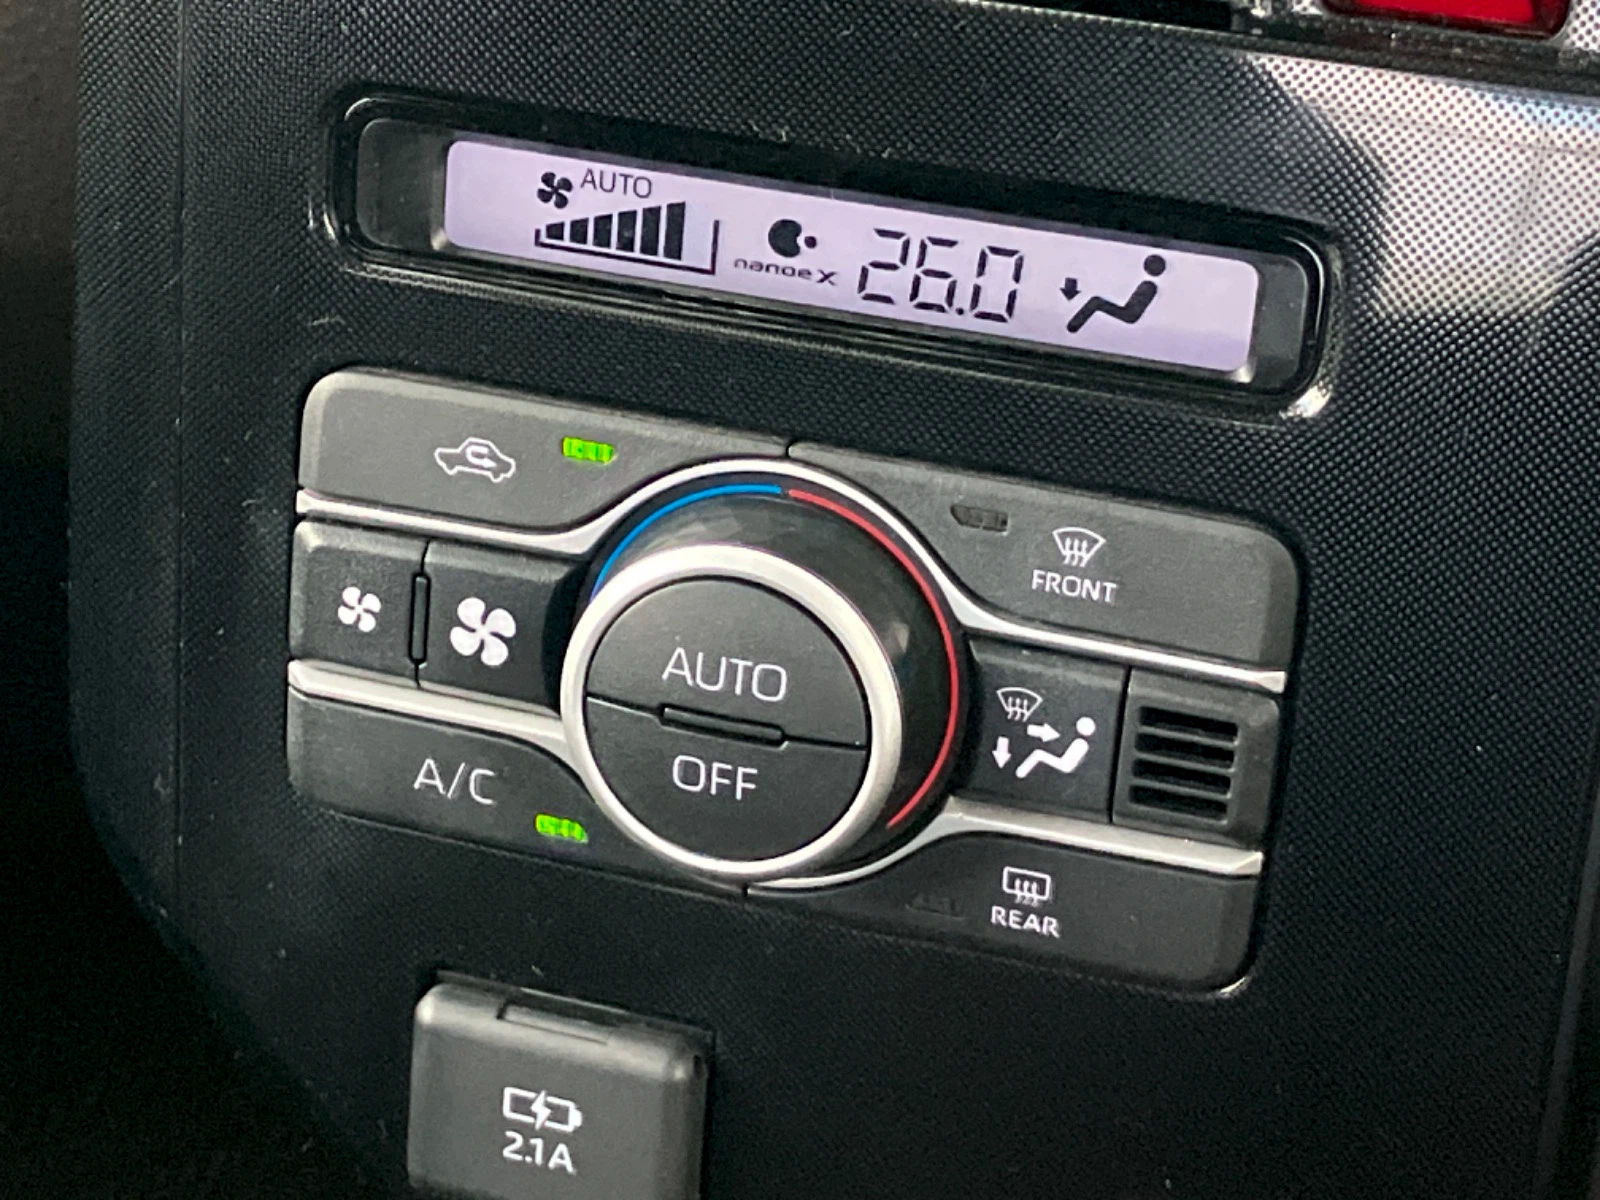 AUTO
nanoe X
26.0
FRONT
AUTO
OFF
A/C
REAR
2.1A